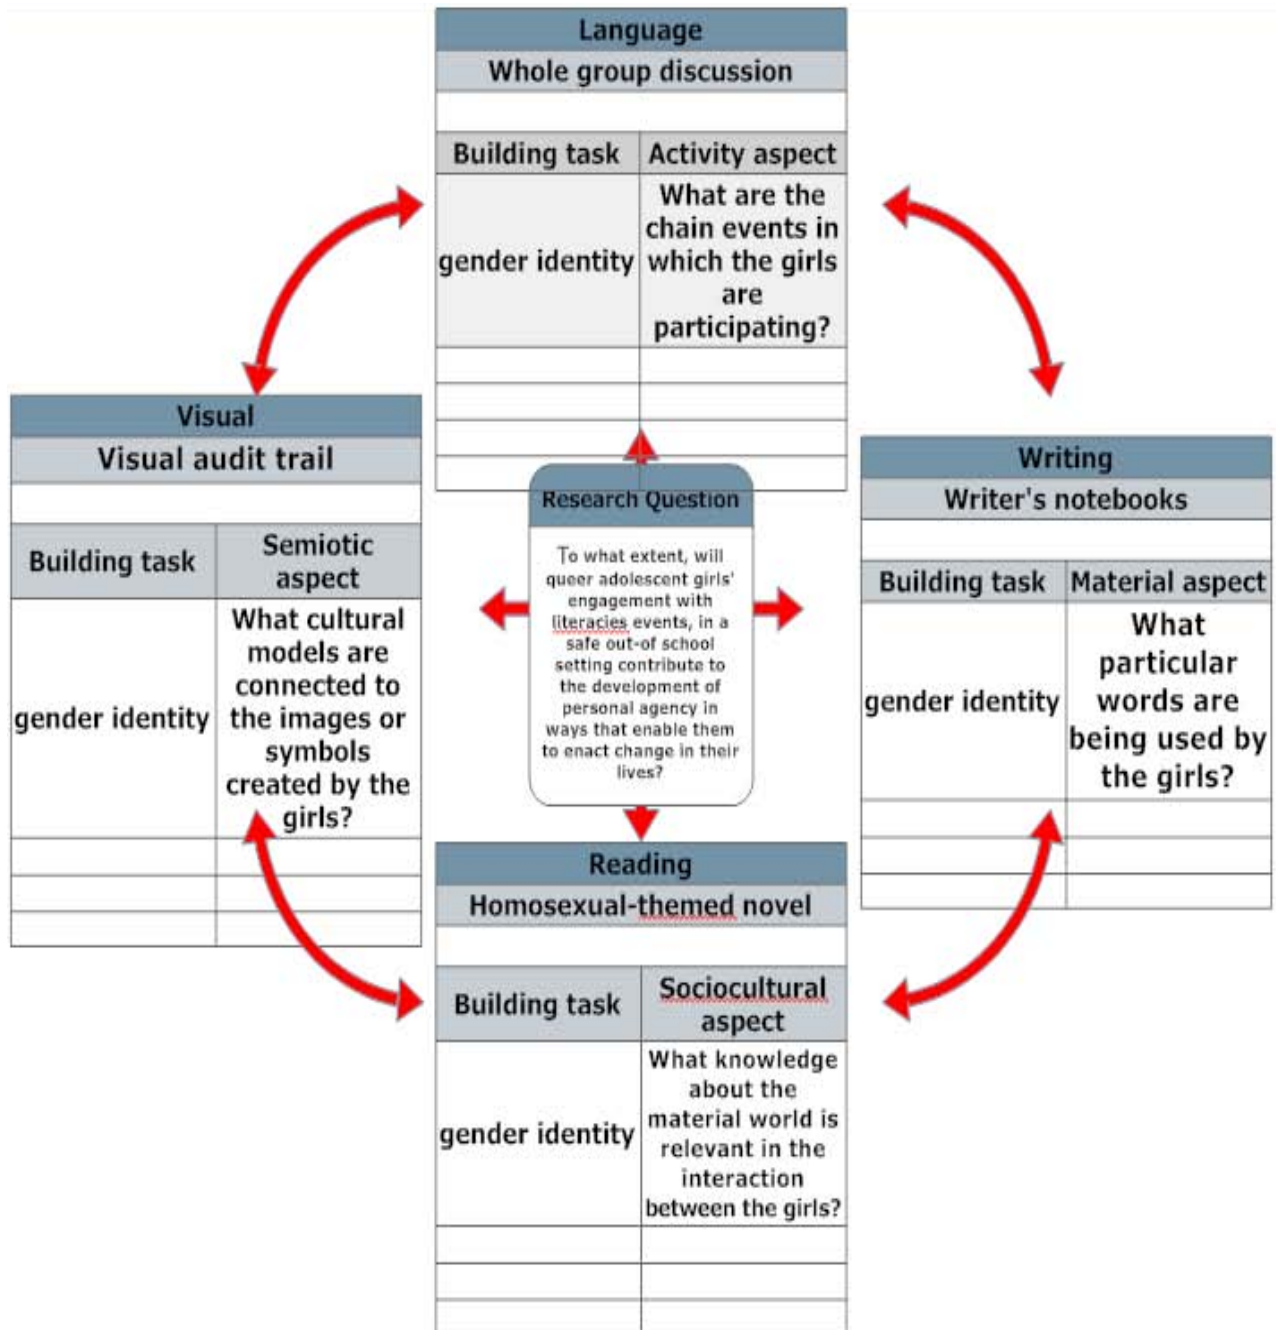 Language
Whole group discussion
Building task
Activity aspect
gender identity
What are the
chain events in
which the girls
are
participating?
Visual
Visual audit trail
Building task
Semiotic
aspect
gender identity
What cultural
models are
connected to
the images or
symbols
created by the
girls?
Research Question
To what extent, will
queer adolescent girls'
engagement with
literacies events, in a
safe out-of school
setting contribute to
the development of
personal agency in
ways that enable them
to enact change in their
lives?
Writing
Writer's notebooks
Building task
Material aspect
gender identity
What
particular
words are
being used by
the girls?
Reading
Homosexual-themed novel
Building task
Sociocultural
aspect
gender identity
What knowledge
about the
material world is
relevant in the
interaction
between the girls?